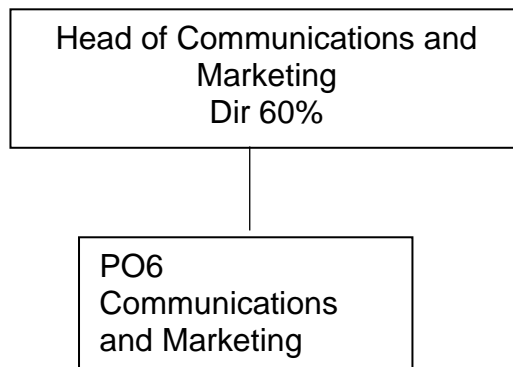 Head of Communications and
Marketing
Dir 60%
PO6
Communications
and Marketing